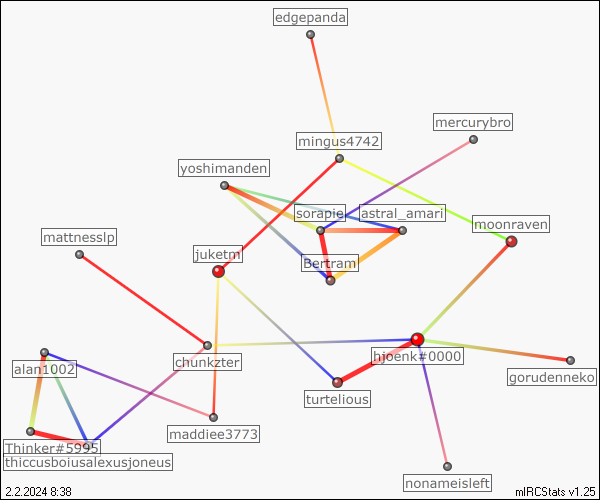 edgepanda
mercurybro
mingus4742
yoshimanden
sorapie
astral_amari
moonraven
mattnesslp
juketm
Bertram
hjoenk#0000
chunkzter
alan1002
gorudenneko
turtelious
maddiee3773
Thinker#5995
thiccusboiusalexusjoneus
nonameisleft
2.2.2024 8:38
mIRCStats v1.25